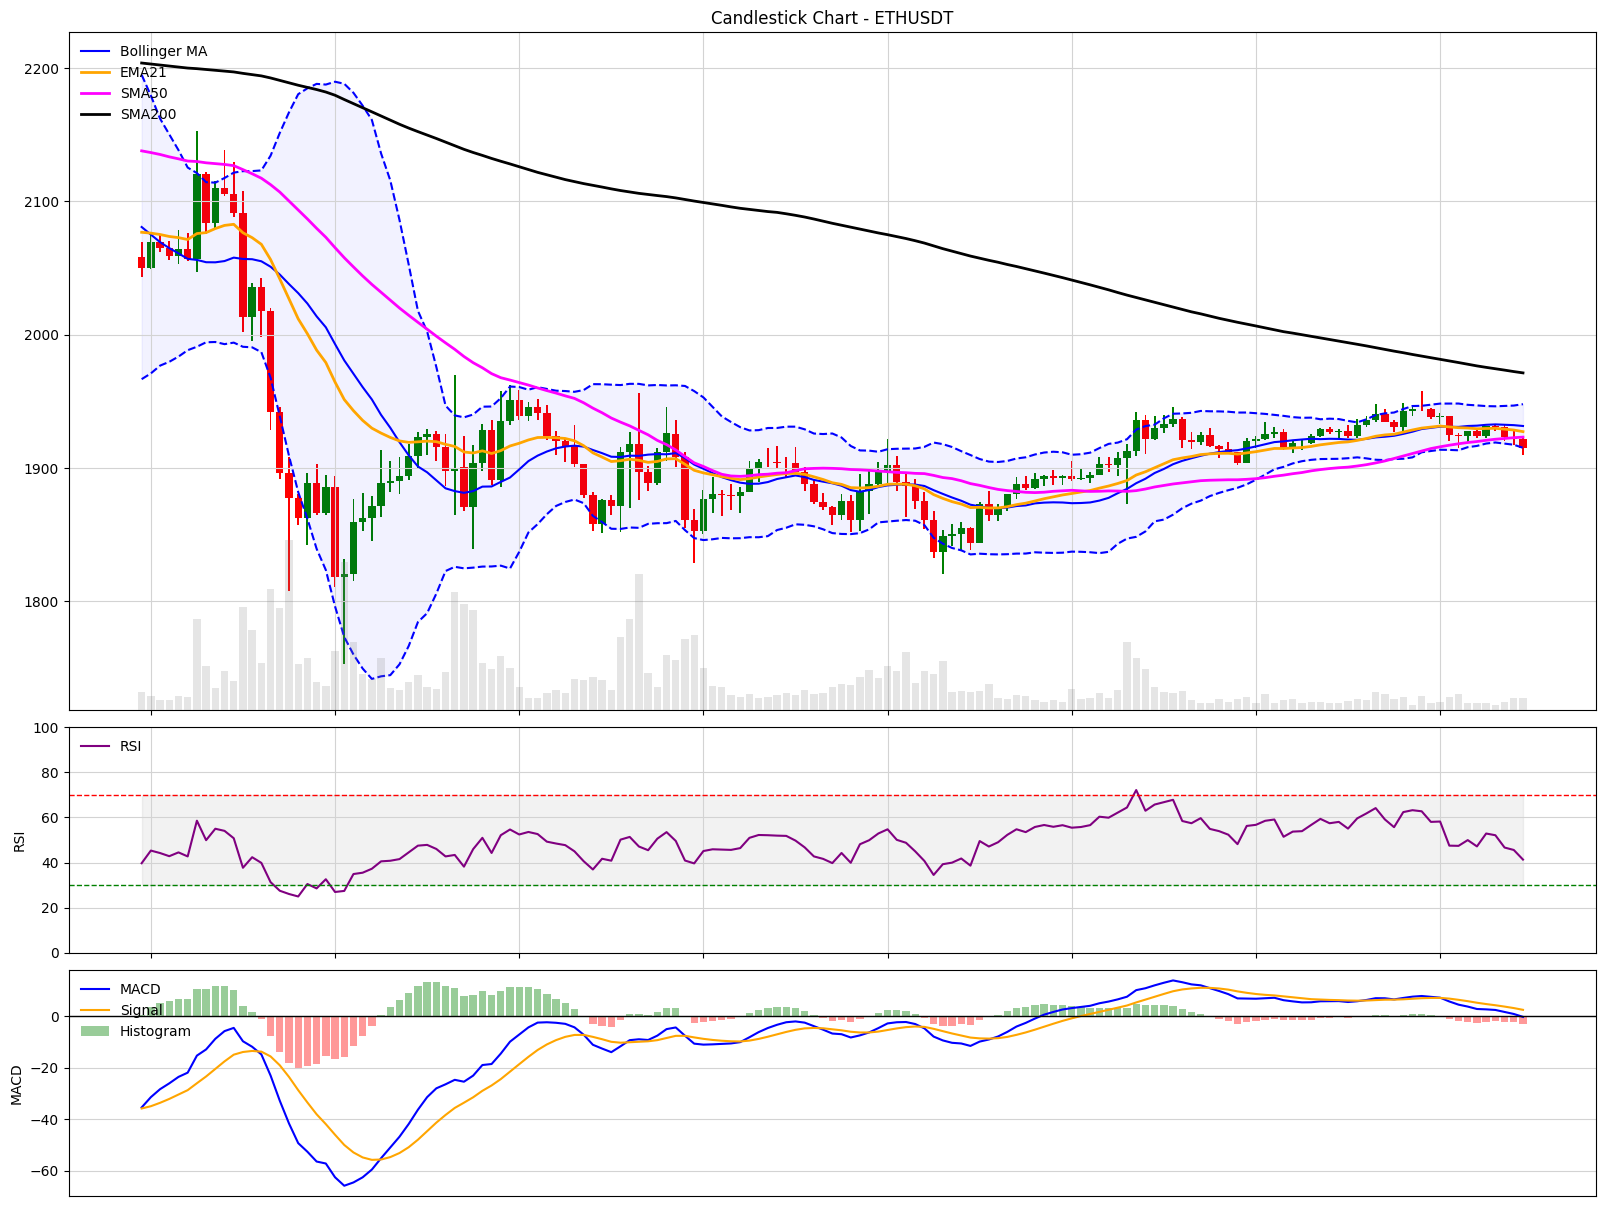 Candlestick Chart - ETHUSDT
Bollinger MA
EMA21
SMA50
SMA200
2200
2100
2000
1900
1800
RSI
100
80
60
40
20
0
RSI
MACD
Signal
Histogram
0
−20
−40
−60
MACD